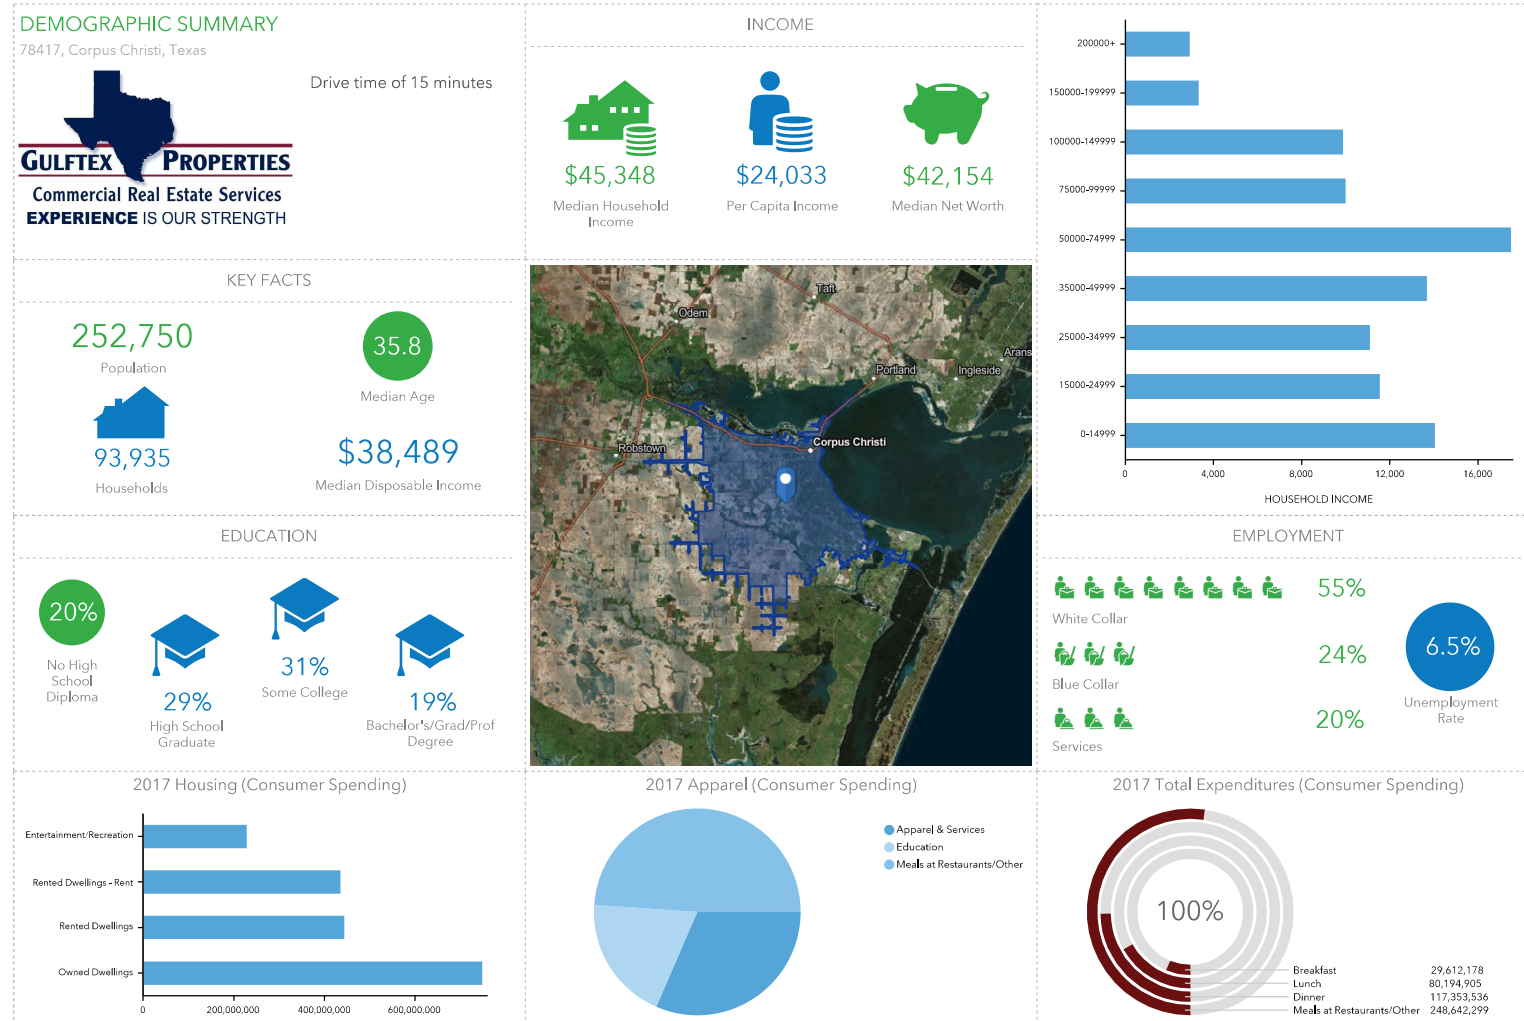 DEMOGRAPHIC SUMMARY
78417, Corpus Christi, Texas
Drive time of 15 minutes
GULFTEX PROPERTIES
Commercial Real Estate Services
EXPERIENCE IS OUR STRENGTH
INCOME
$45,348
Median Household
Income
$24,033
Per Capita Income
$42,154
Median Net Worth
200000+
150000-199999
100000-149999
75000-99999
50000-74999
35000-49999
25000-34999
15000-24999
0-14999
0 4,000 8,000 12,000 16,000
HOUSEHOLD INCOME
KEY FACTS
252,750
Population
35.8
Median Age
93,935
Households
$38,489
Median Disposable Income
Taft
Odem
Arans
Portland
Ingleside
Corpus Christi
Robstown
EDUCATION
20%
No High
School
Diploma
29%
High School
Graduate
31%
Some College
19%
Bachelor's/Grad/Prof
Degree
EMPLOYMENT
55%
White Collar
24%
Blue Collar
20%
Services
6.5%
Unemployment
Rate
2017 Housing (Consumer Spending)
Entertainment/Recreation
Rented Dwellings - Rent
Rented Dwellings
Owned Dwellings
0 200,000,000 400,000,000 600,000,000
2017 Apparel (Consumer Spending)
Apparel & Services
Education
Meals at Restaurants/Other
2017 Total Expenditures (Consumer Spending)
100%
Breakfast 29,612,178
Lunch 80,194,905
Dinner 117,353,536
Meals at Restaurants/Other 248,642,299